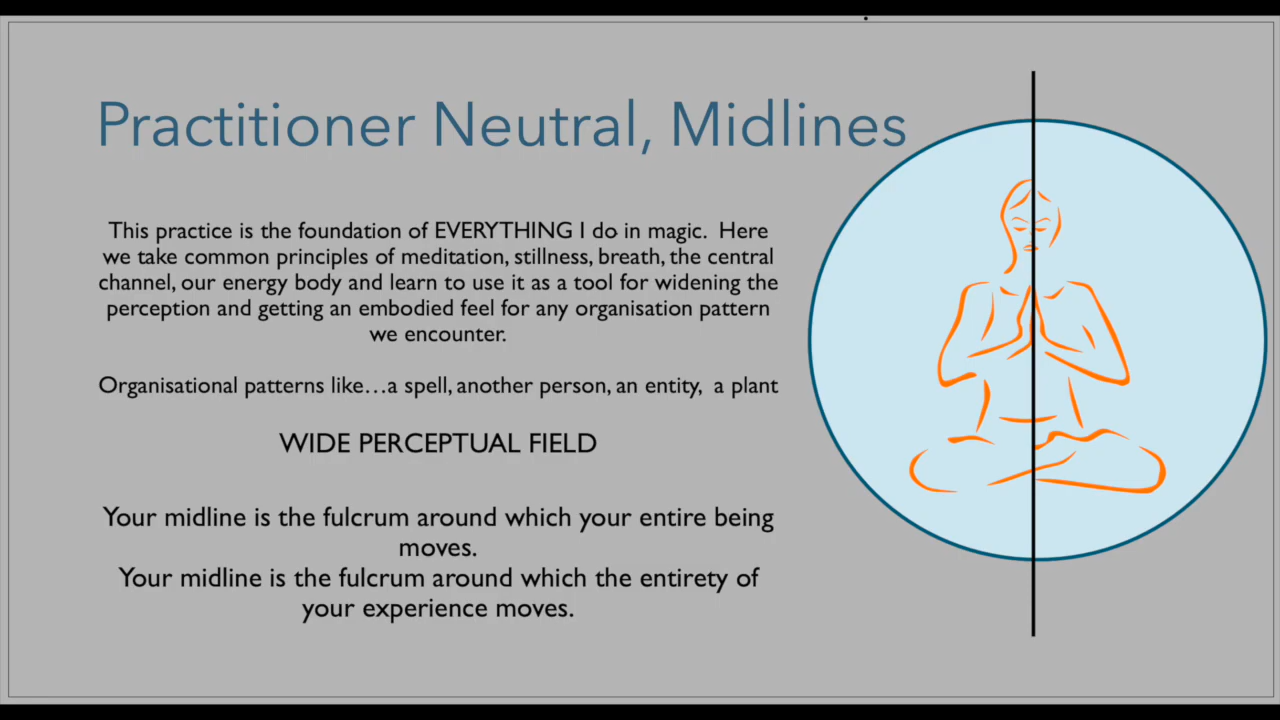 Practitioner Neutral, Midlines
This practice is the foundation of EVERYTHING I do in magic.  Here
we take common principles of meditation, stillness, breath, the central
channel, our energy body and learn to use it as a tool for widening the
perception and getting an embodied feel for any organisation pattern
we encounter.
Organisational patterns like…a spell, another person, an entity,  a plant
WIDE PERCEPTUAL FIELD
Your midline is the fulcrum around which your entire being
moves.
Your midline is the fulcrum around which the entirety of
your experience moves.